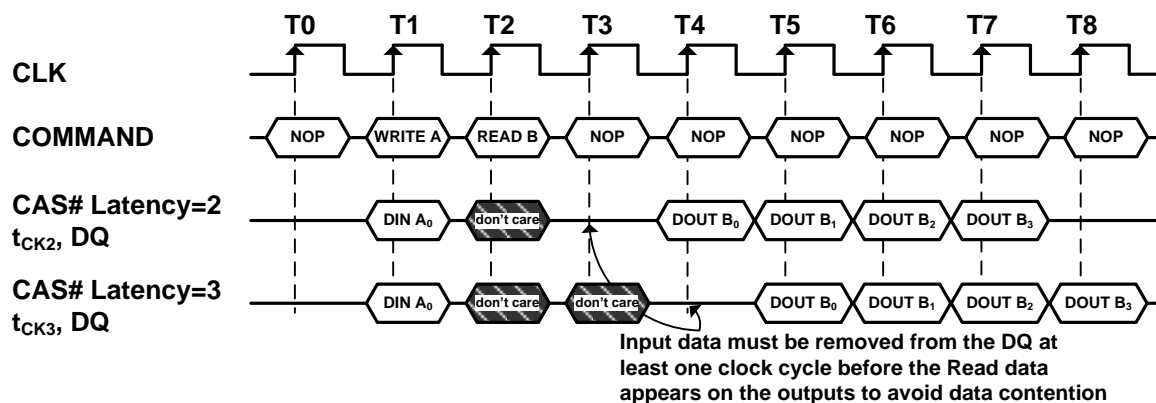 T0 T1 T2 T3 T4 T5 T6 T7 T8
CLK
COMMAND NOP WRITE A READ B NOP NOP NOP NOP NOP NOP
CAS# Latency=2
tCK2, DQ DIN A0 don't care DOUT B0 DOUT B1 DOUT B2 DOUT B3
CAS# Latency=3
tCK3, DQ DIN A0 don't care don't care DOUT B0 DOUT B1 DOUT B2 DOUT B3
Input data must be removed from the DQ at
least one clock cycle before the Read data
appears on the outputs to avoid data contention